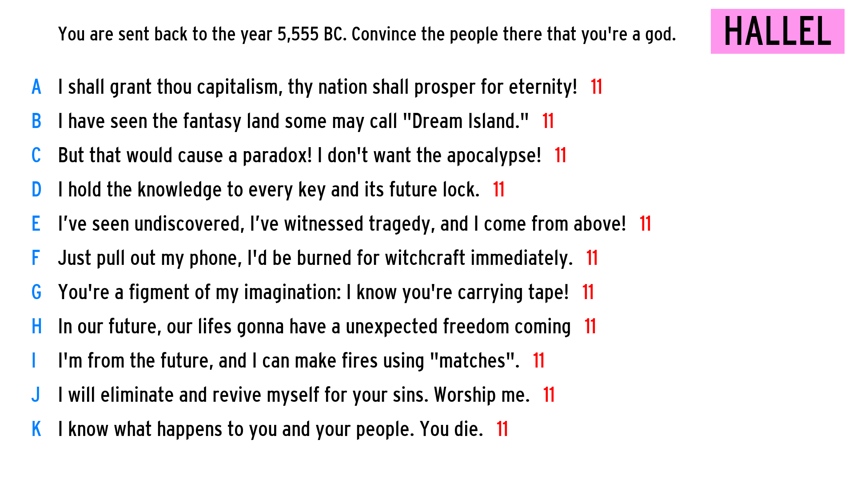 You are sent back to the year 5,555 BC. Convince the people there that you're a god.
HALLEL
A I shall grant thou capitalism, thy nation shall prosper for eternity! 11
B I have seen the fantasy land some may call "Dream Island." 11
C But that would cause a paradox! I don't want the apocalypse! 11
D I hold the knowledge to every key and its future lock. 11
E I’ve seen undiscovered, I’ve witnessed tragedy, and I come from above! 11
F Just pull out my phone, I'd be burned for witchcraft immediately. 11
G You're a figment of my imagination: I know you're carrying tape! 11
H In our future, our lifes gonna have a unexpected freedom coming 11
I I'm from the future, and I can make fires using "matches". 11
J I will eliminate and revive myself for your sins. Worship me. 11
K I know what happens to you and your people. You die. 11